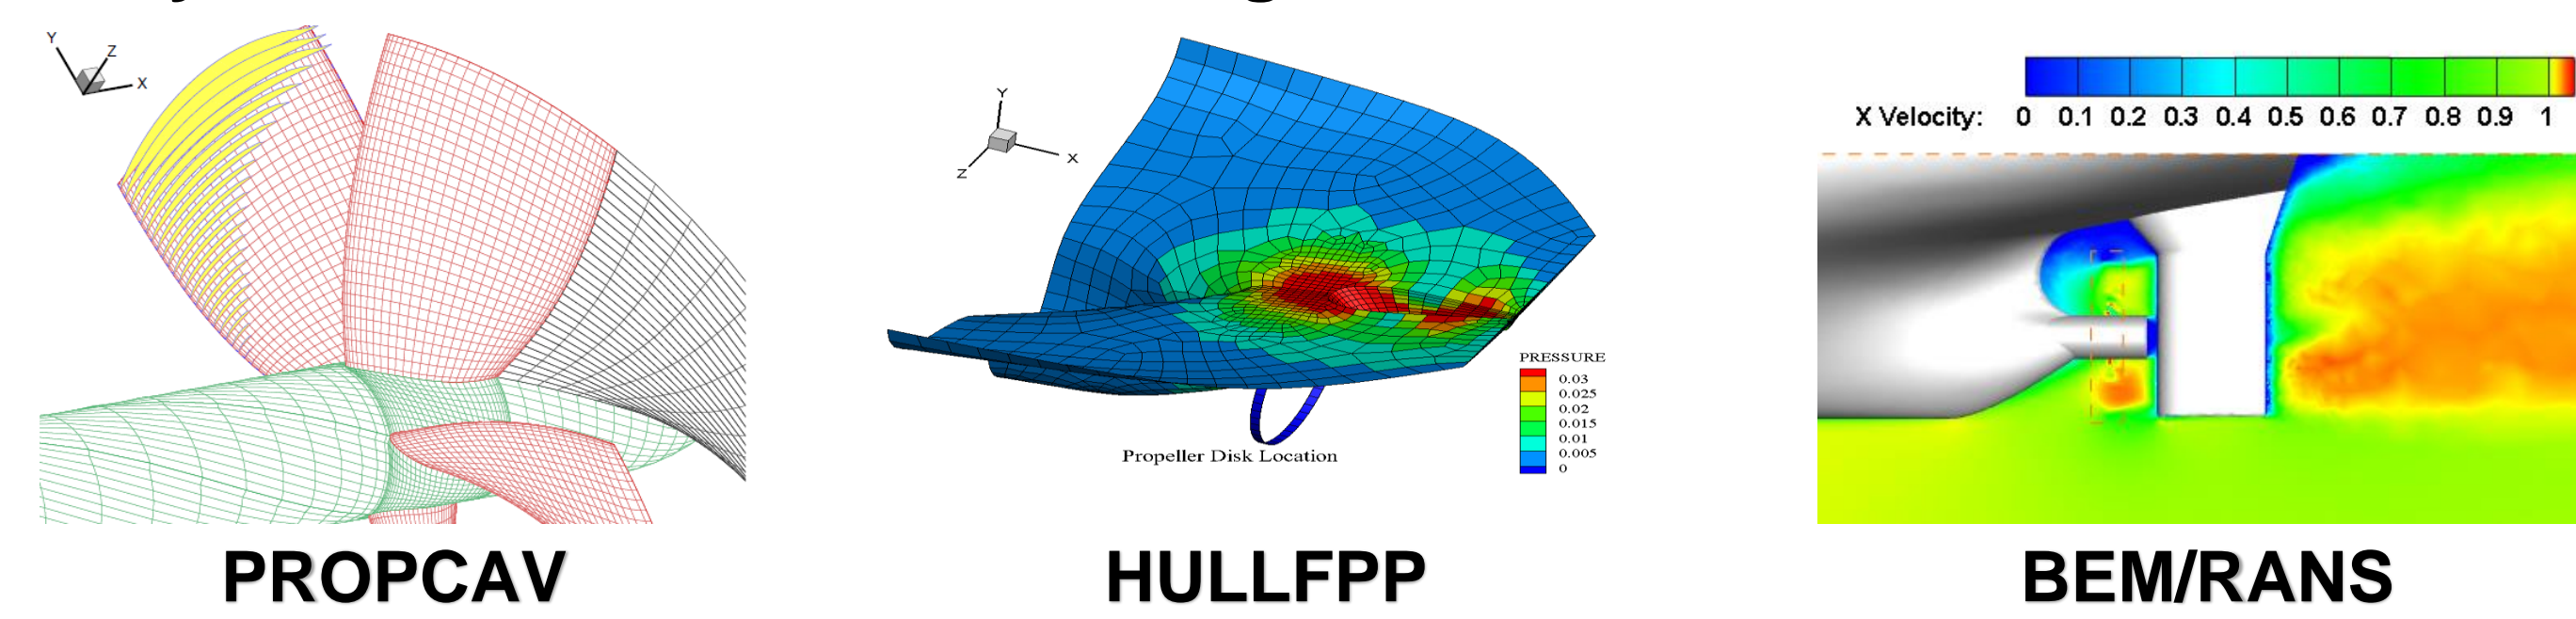 Y
Z
X
PROPCAV
Y
X
Z
Propeller Disk Location
PRESSURE
0.03
0.025
0.02
0.015
0.01
0.005
0
HULLFPP
X Velocity: 0 0.1 0.2 0.3 0.4 0.5 0.6 0.7 0.8 0.9 1
BEM/RANS